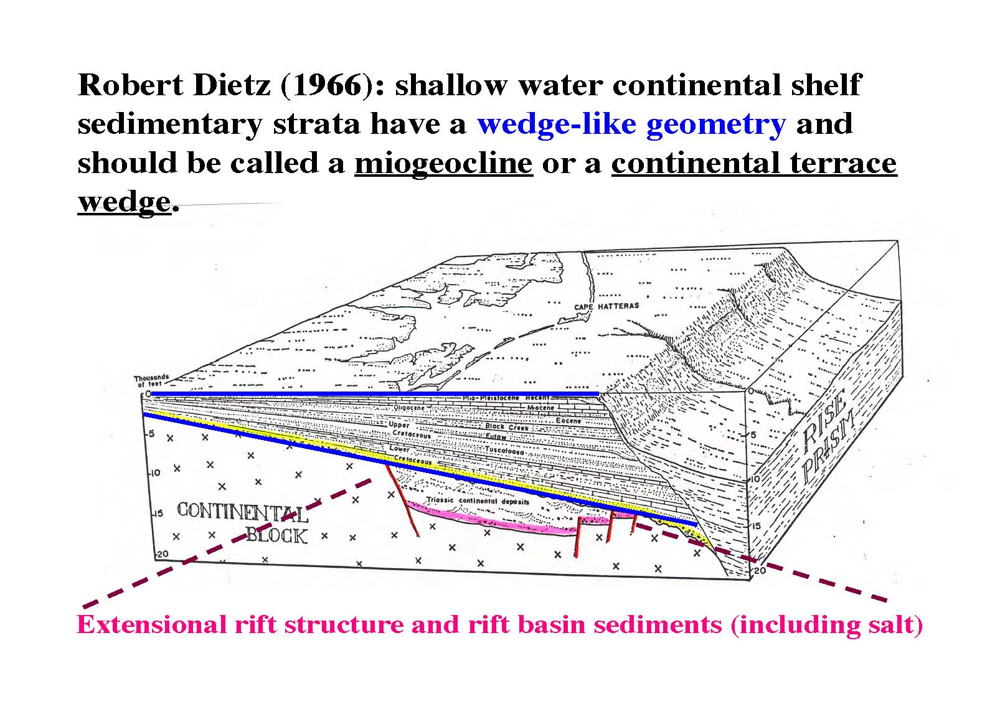 Robert Dietz (1966): shallow water continental shelf
sedimentary strata have a wedge-like geometry and
should be called a miogeocline or a continental terrace
wedge.
CAPE HATTERAS
Thousands
of feet
0
0
Plio-Pleistocene Recent
Oligocene
Miocene
Eocene
Upper
Cretaceous
Black Creek
Eutaw
5
5
Lower
Cretaceous
Tuscaloosa
RISE
PRISM
10
10
Triassic continental deposits
15
CONTINENTAL
BLOCK
15
20
20
Extensional rift structure and rift basin sediments (including salt)